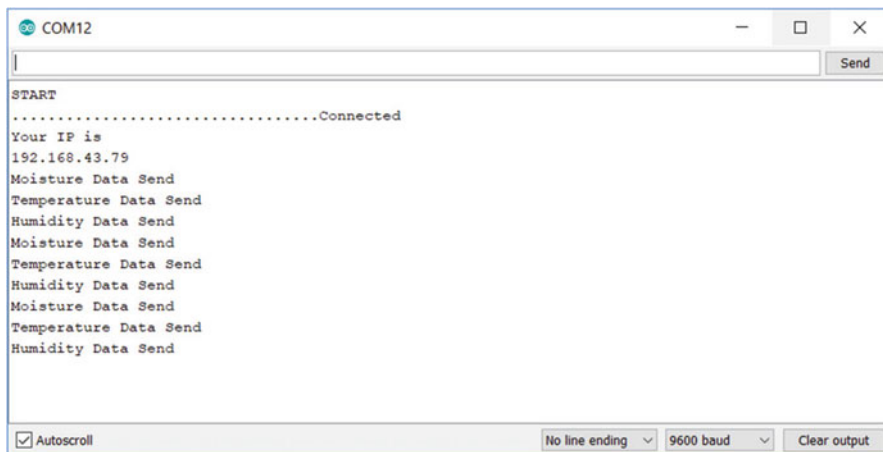 COM12
Send
START
..................................Connected
Your IP is
192.168.43.79
Moisture Data Send
Temperature Data Send
Humidity Data Send
Moisture Data Send
Temperature Data Send
Humidity Data Send
Moisture Data Send
Temperature Data Send
Humidity Data Send
Autoscroll No line ending 9600 baud Clear output